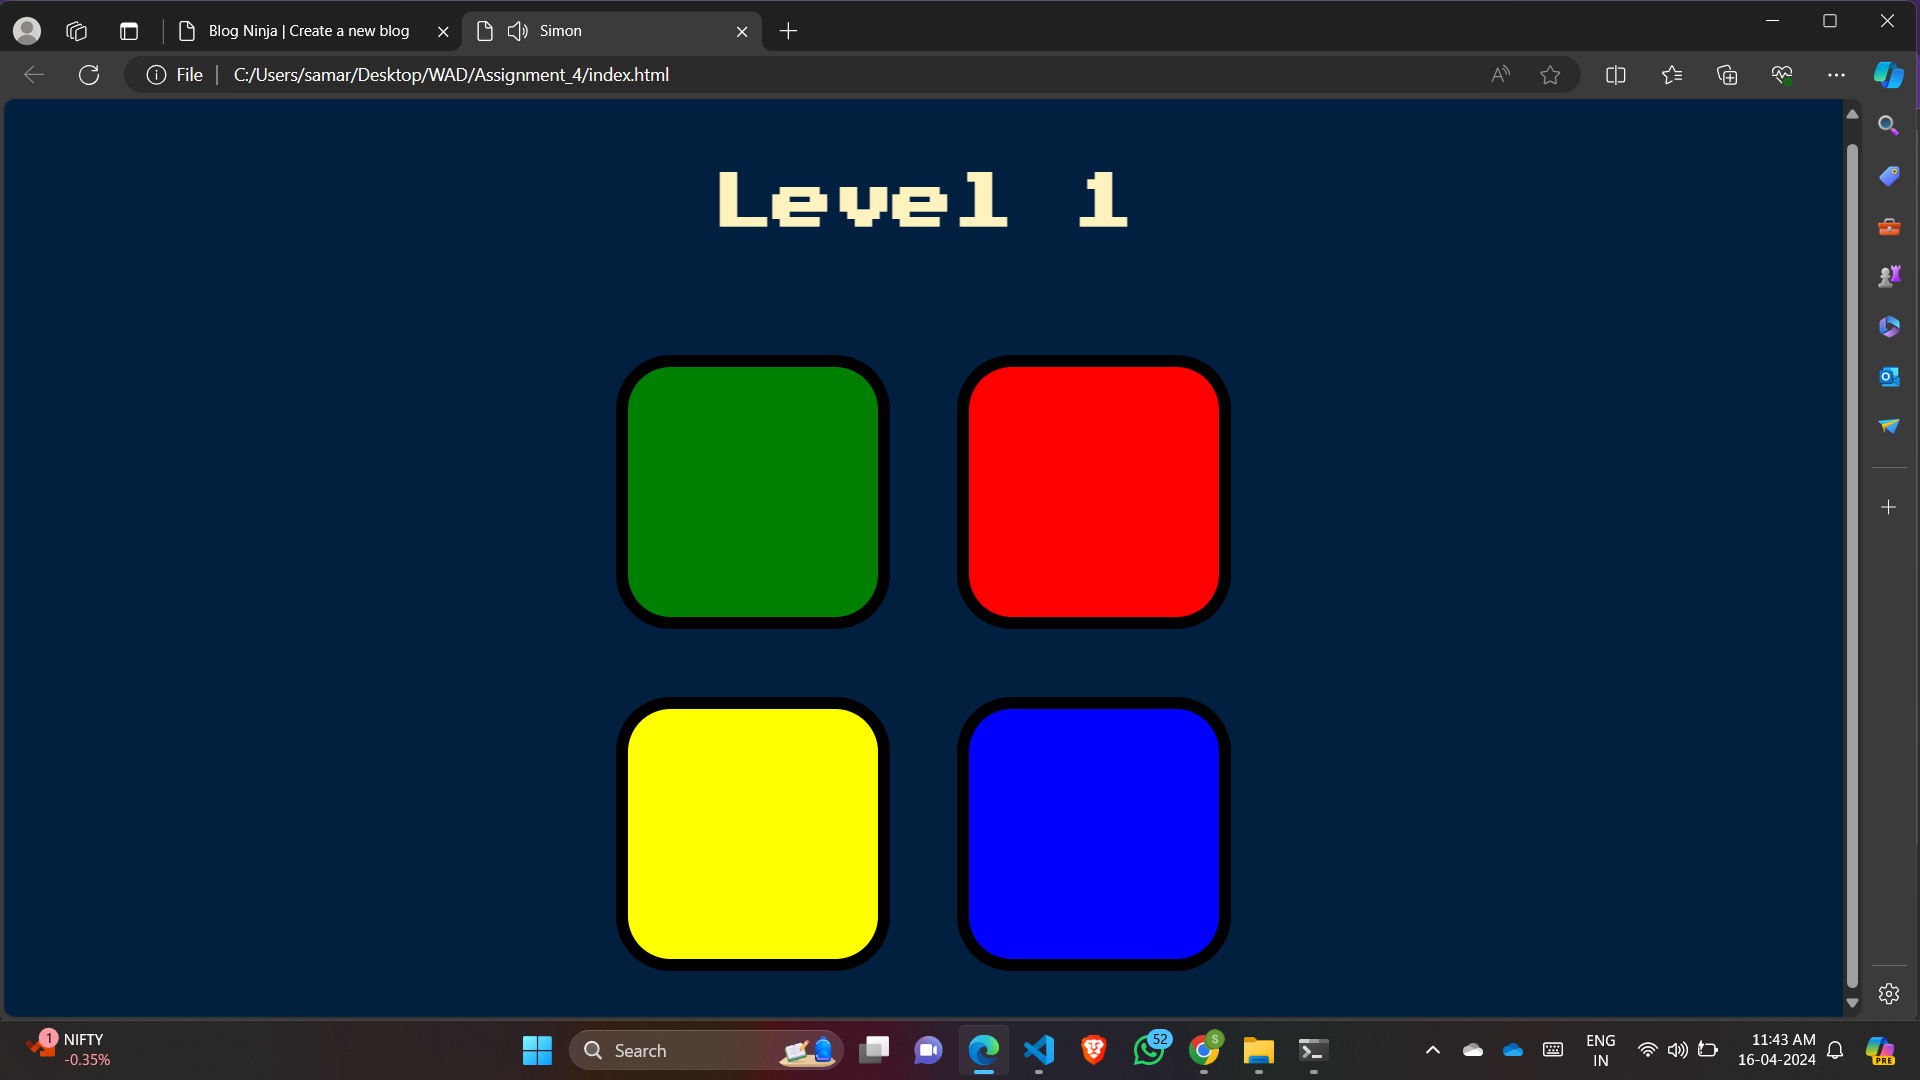 Blog Ninja | Create a new blog
Simon
File
C:/Users/samar/Desktop/WAD/Assignment_4/index.html
Level 1
1
NIFTY
-0.35%
Search
52
S
ENG
IN
11:43 AM
16-04-2024
PRE